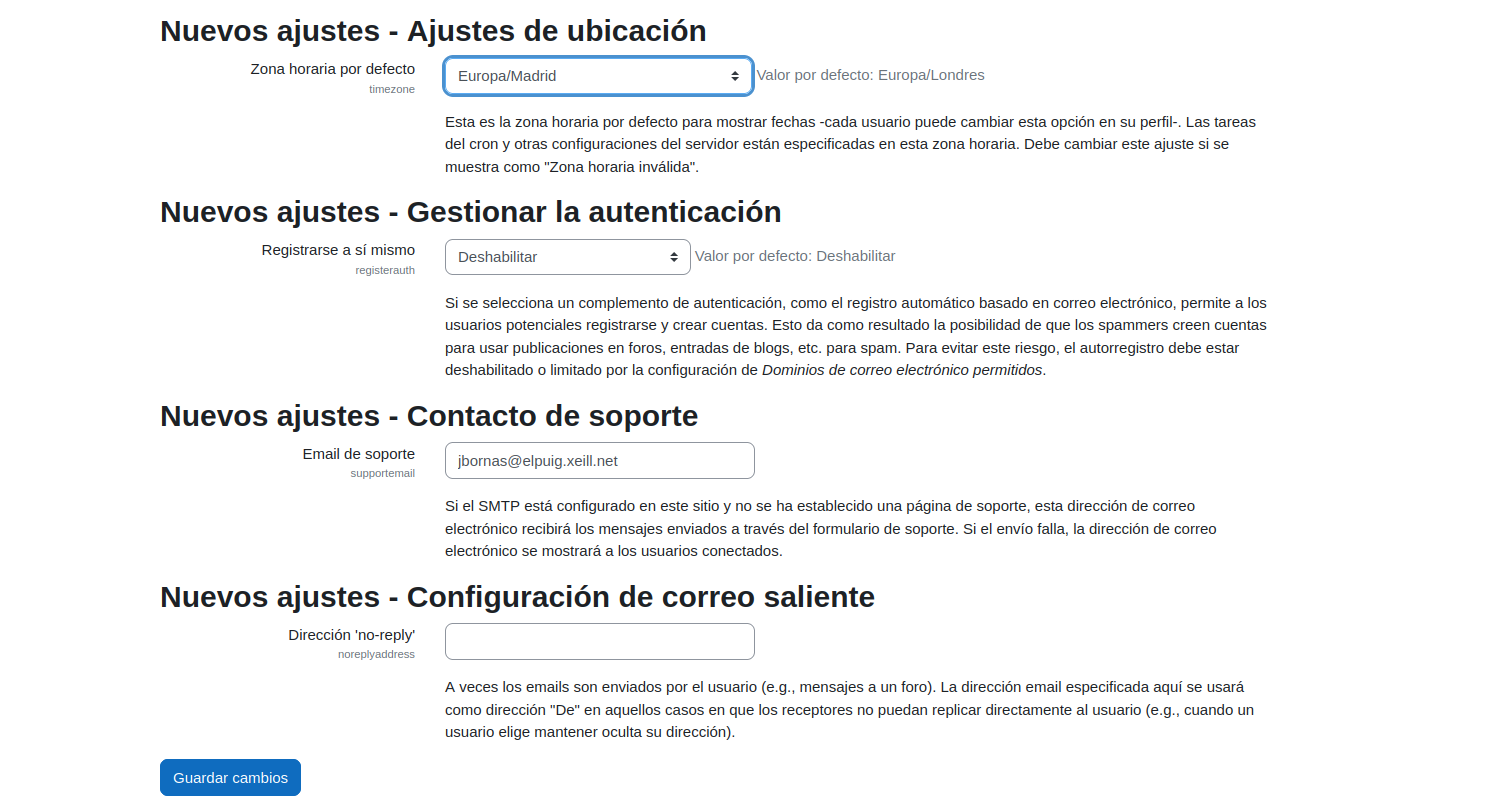 Nuevos ajustes - Ajustes de ubicación
Zona horaria por defecto
timezone
Europa/Madrid
Valor por defecto: Europa/Londres
Esta es la zona horaria por defecto para mostrar fechas -cada usuario puede cambiar esta opción en su perfil-. Las tareas
del cron y otras configuraciones del servidor están especificadas en esta zona horaria. Debe cambiar este ajuste si se
muestra como "Zona horaria inválida".
Nuevos ajustes - Gestionar la autenticación
Registrarse a sí mismo
registerauth
Deshabilitar
Valor por defecto: Deshabilitar
Si se selecciona un complemento de autenticación, como el registro automático basado en correo electrónico, permite a los
usuarios potenciales registrarse y crear cuentas. Esto da como resultado la posibilidad de que los spammers creen cuentas
para usar publicaciones en foros, entradas de blogs, etc. para spam. Para evitar este riesgo, el autorregistro debe estar
deshabilitado o limitado por la configuración de Dominios de correo electrónico permitidos.
Nuevos ajustes - Contacto de soporte
Email de soporte
supportemail
jbornas@elpuig.xeill.net
Si el SMTP está configurado en este sitio y no se ha establecido una página de soporte, esta dirección de correo
electrónico recibirá los mensajes enviados a través del formulario de soporte. Si el envío falla, la dirección de correo
electrónico se mostrará a los usuarios conectados.
Nuevos ajustes - Configuración de correo saliente
Dirección 'no-reply'
noreplyaddress
A veces los emails son enviados por el usuario (e.g., mensajes a un foro). La dirección email especificada aquí se usará
como dirección "De" en aquellos casos en que los receptores no puedan replicar directamente al usuario (e.g., cuando un
usuario elige mantener oculta su dirección).
Guardar cambios